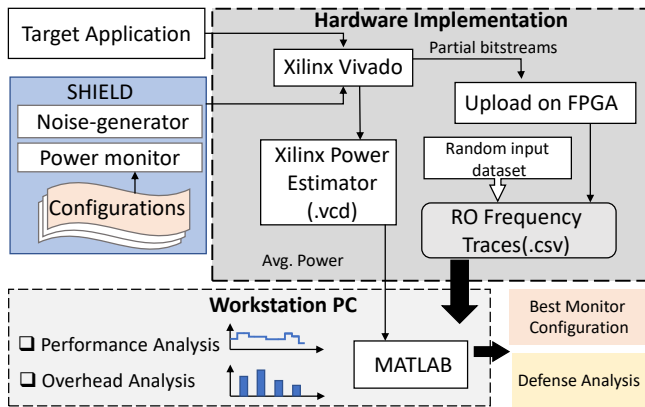 Hardware Implementation
Target Application
Partial bitstreams
Xilinx Vivado
SHIELD
Noise-generator
Power monitor
Configurations
Upload on FPGA
Xilinx Power
Estimator
(.vcd)
Random input
dataset
RO Frequency
Traces(.csv)
Avg. Power
Workstation PC
Performance Analysis
Overhead Analysis
MATLAB
Best Monitor
Configuration
Defense Analysis